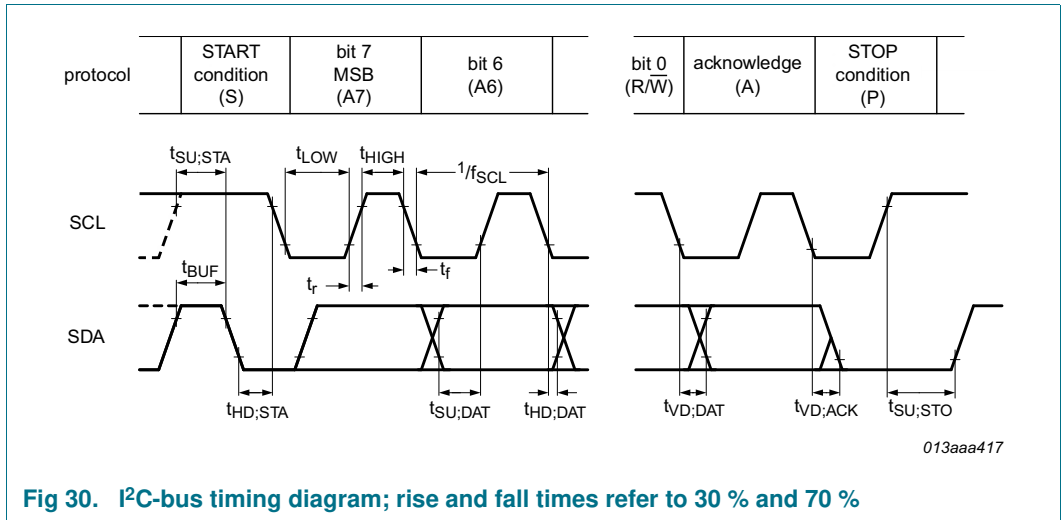 protocol
START
condition
(S)
bit 7
MSB
(A7)
bit 6
(A6)
bit 0
(R/W̅)
acknowledge
(A)
STOP
condition
(P)
tSU;STA
tLOW
tHIGH
1/fSCL
SCL
tBUF
tr
tf
SDA
tHD;STA
tSU;DAT
tHD;DAT
tVD;DAT
tVD;ACK
tSU;STO
013aaa417
Fig 30. I²C-bus timing diagram; rise and fall times refer to 30 % and 70 %